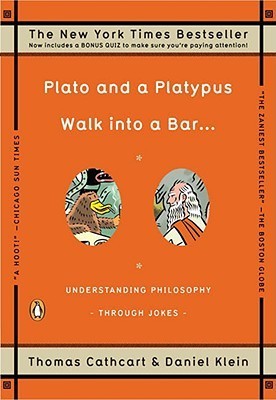 The New York Times Bestseller
Now includes a BONUS QUIZ to make sure you're paying attention!
Plato and a Platypus
Walk into a Bar...
*
"A HOOT!" —CHICAGO SUN TIMES
"THE ZANIEST BESTSELLER" —THE BOSTON GLOBE
*
UNDERSTANDING PHILOSOPHY
- THROUGH JOKES -
Thomas Cathcart & Daniel Klein